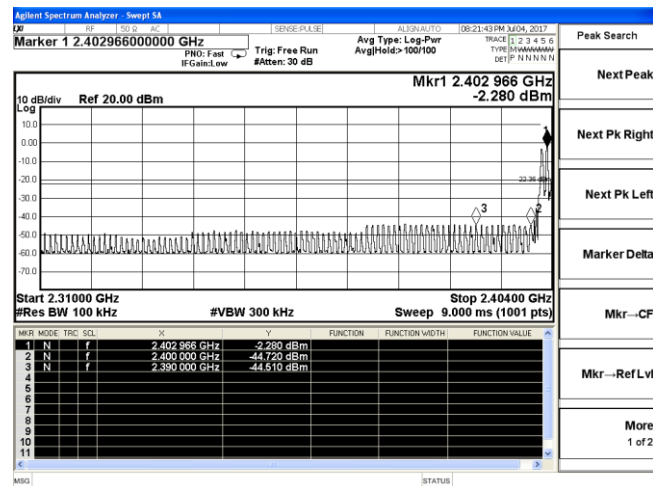 Agilent Spectrum Analyzer - Swept SA
RF 50 Ω AC SENSE:PULSE ALIGNAUTO 08:21:43 PM Jul 04, 2017
Marker 1 2.402966000000 GHz
PNO: Fast
IFGain:Low
Trig: Free Run
#Atten: 30 dB
Avg Type: Log-Pwr
Avg|Hold:> 100/100
TRACE 1 2 3 4 5 6
TYPE
DET P N N N N N
Mkr1 2.402 966 GHz
-2.280 dBm
10 dB/div Ref 20.00 dBm
Log
10.0
0.00
-10.0
-20.0
-30.0
-40.0
-50.0
-60.0
-70.0
1
3
2
Start 2.31000 GHz Stop 2.40400 GHz
#Res BW 100 kHz #VBW 300 kHz Sweep 9.000 ms (1001 pts)
MKR MODE TRC SCL X Y FUNCTION FUNCTION WIDTH FUNCTION VALUE
1 N f 2.402 966 GHz -2.280 dBm
2 N f 2.400 000 GHz -44.720 dBm
3 N f 2.390 000 GHz -44.510 dBm
4
5
6
7
8
9
10
11
MSG STATUS
Peak Search
Next Peak
Next Pk Right
Next Pk Left
Marker Delta
Mkr→CF
Mkr→Ref Lvl
More
1 of 2